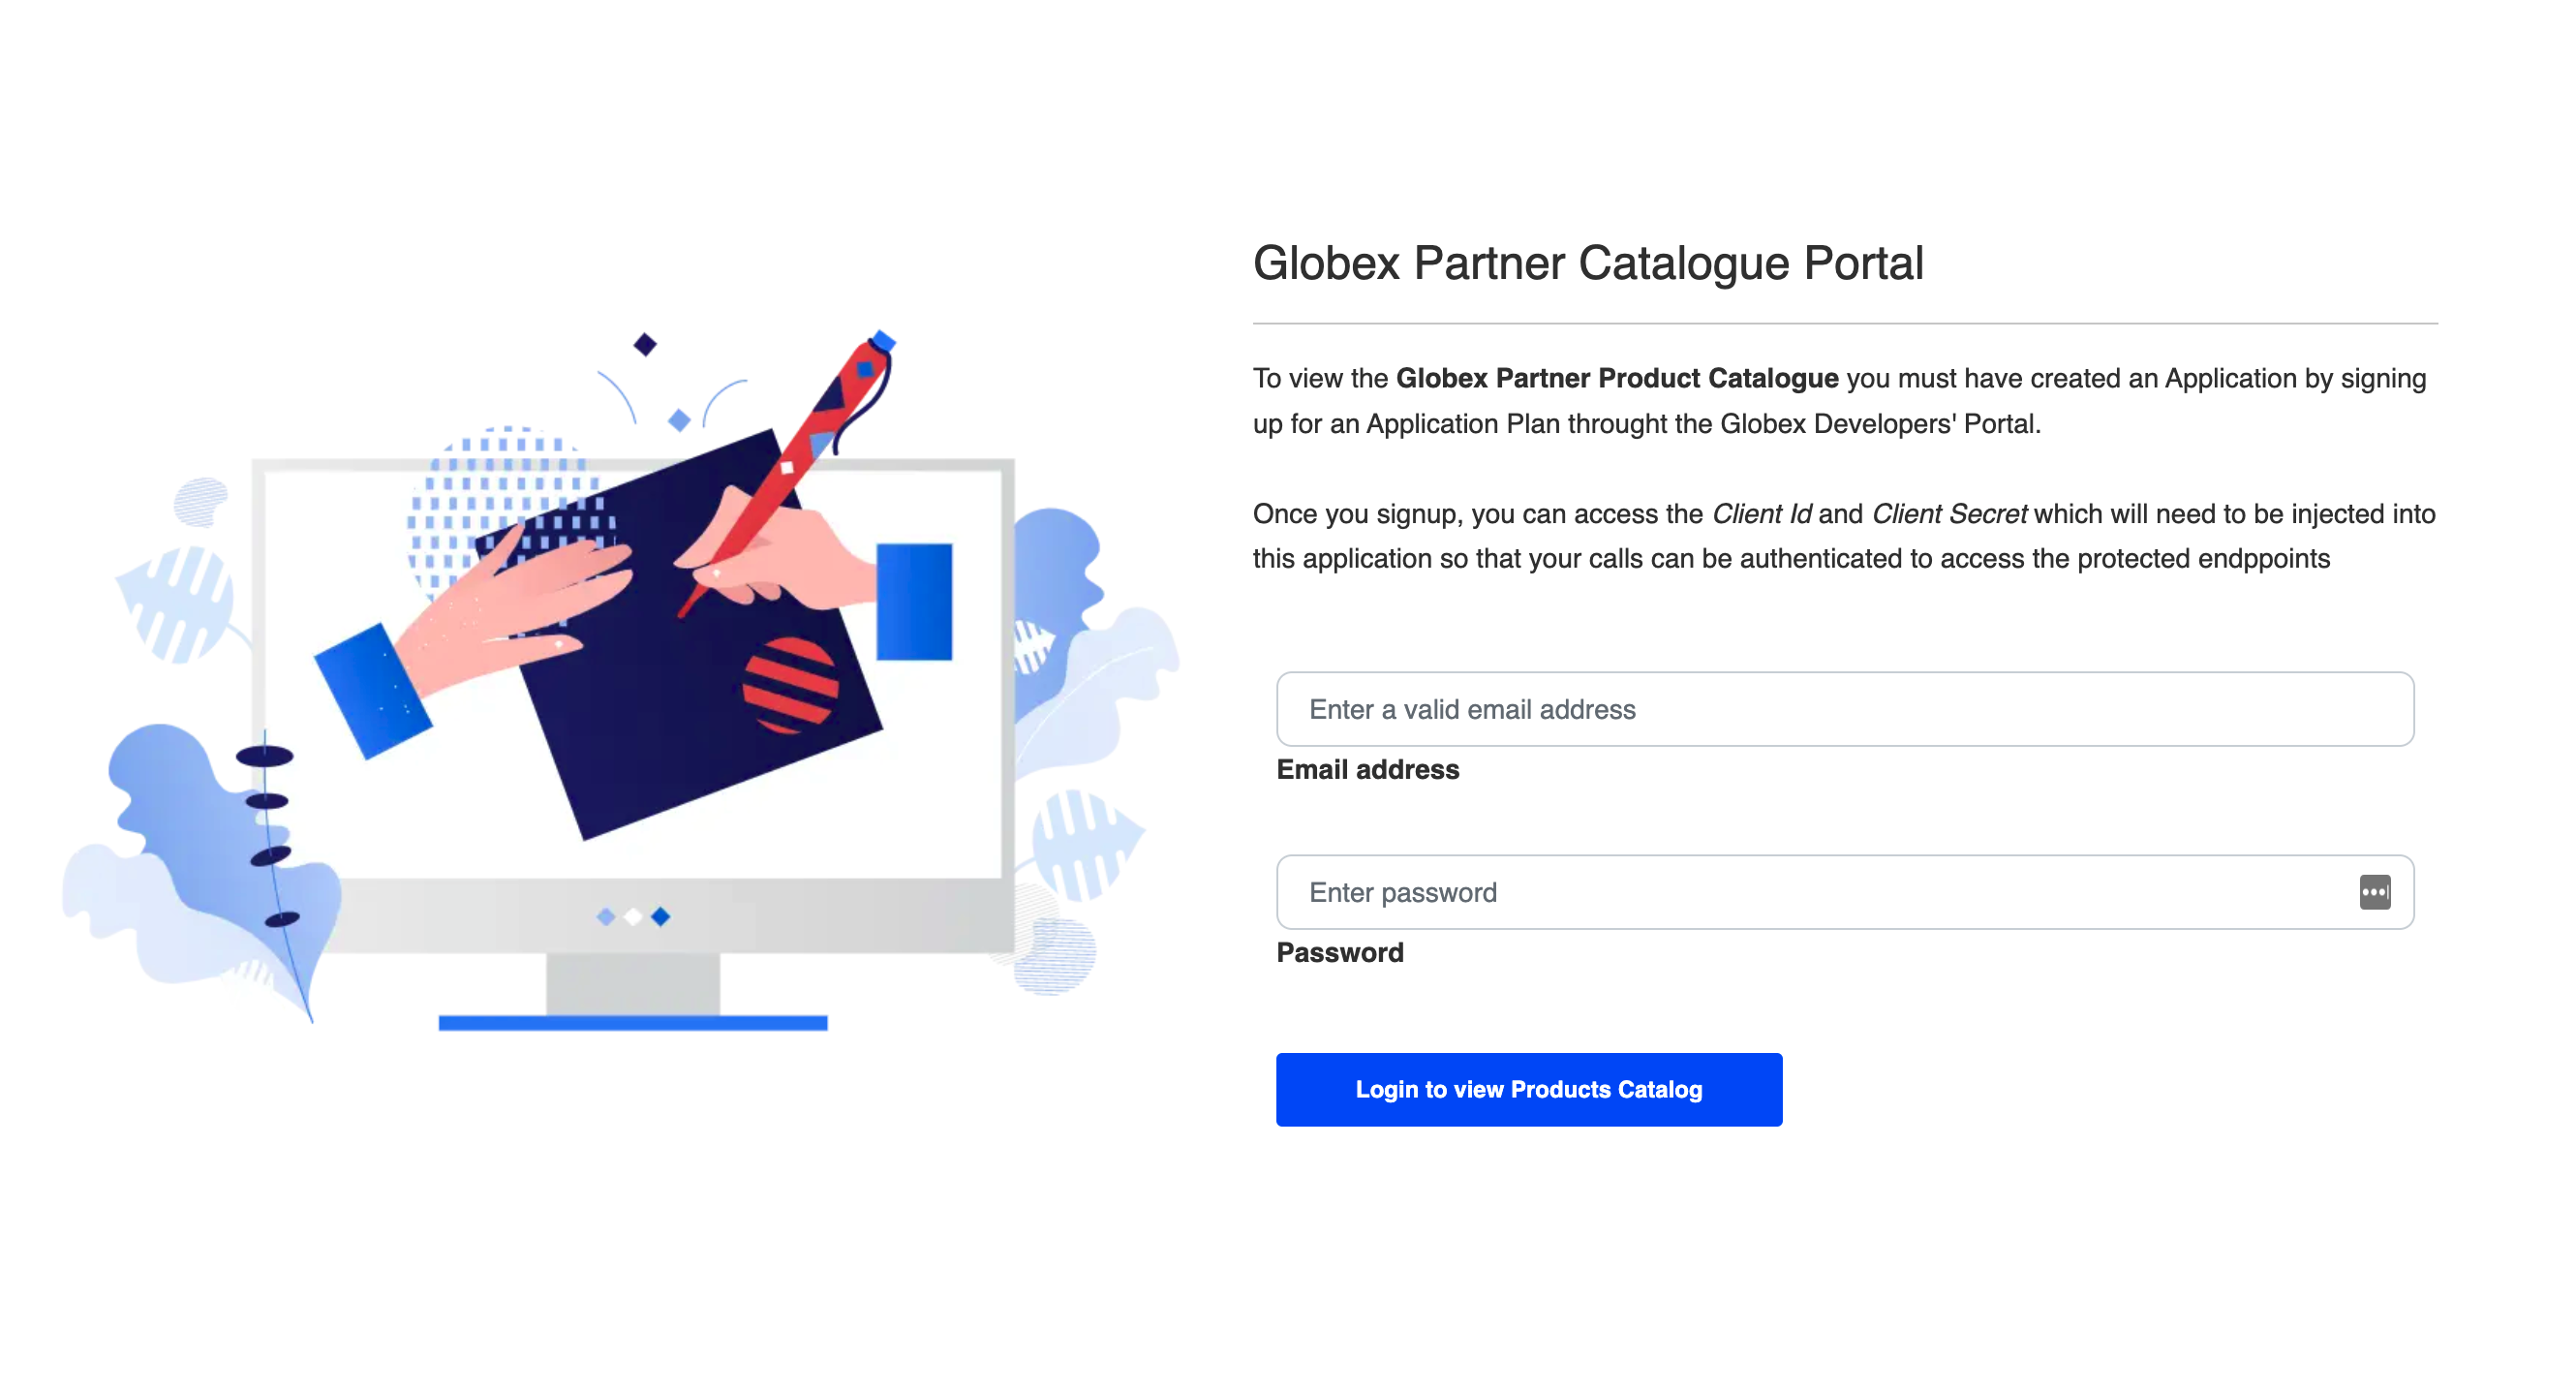 Globex Partner Catalogue Portal
To view the Globex Partner Product Catalogue you must have created an Application by signing
up for an Application Plan throught the Globex Developers' Portal.
Once you signup, you can access the Client Id and Client Secret which will need to be injected into
this application so that your calls can be authenticated to access the protected endppoints
Enter a valid email address
Email address
Enter password
Password
Login to view Products Catalog